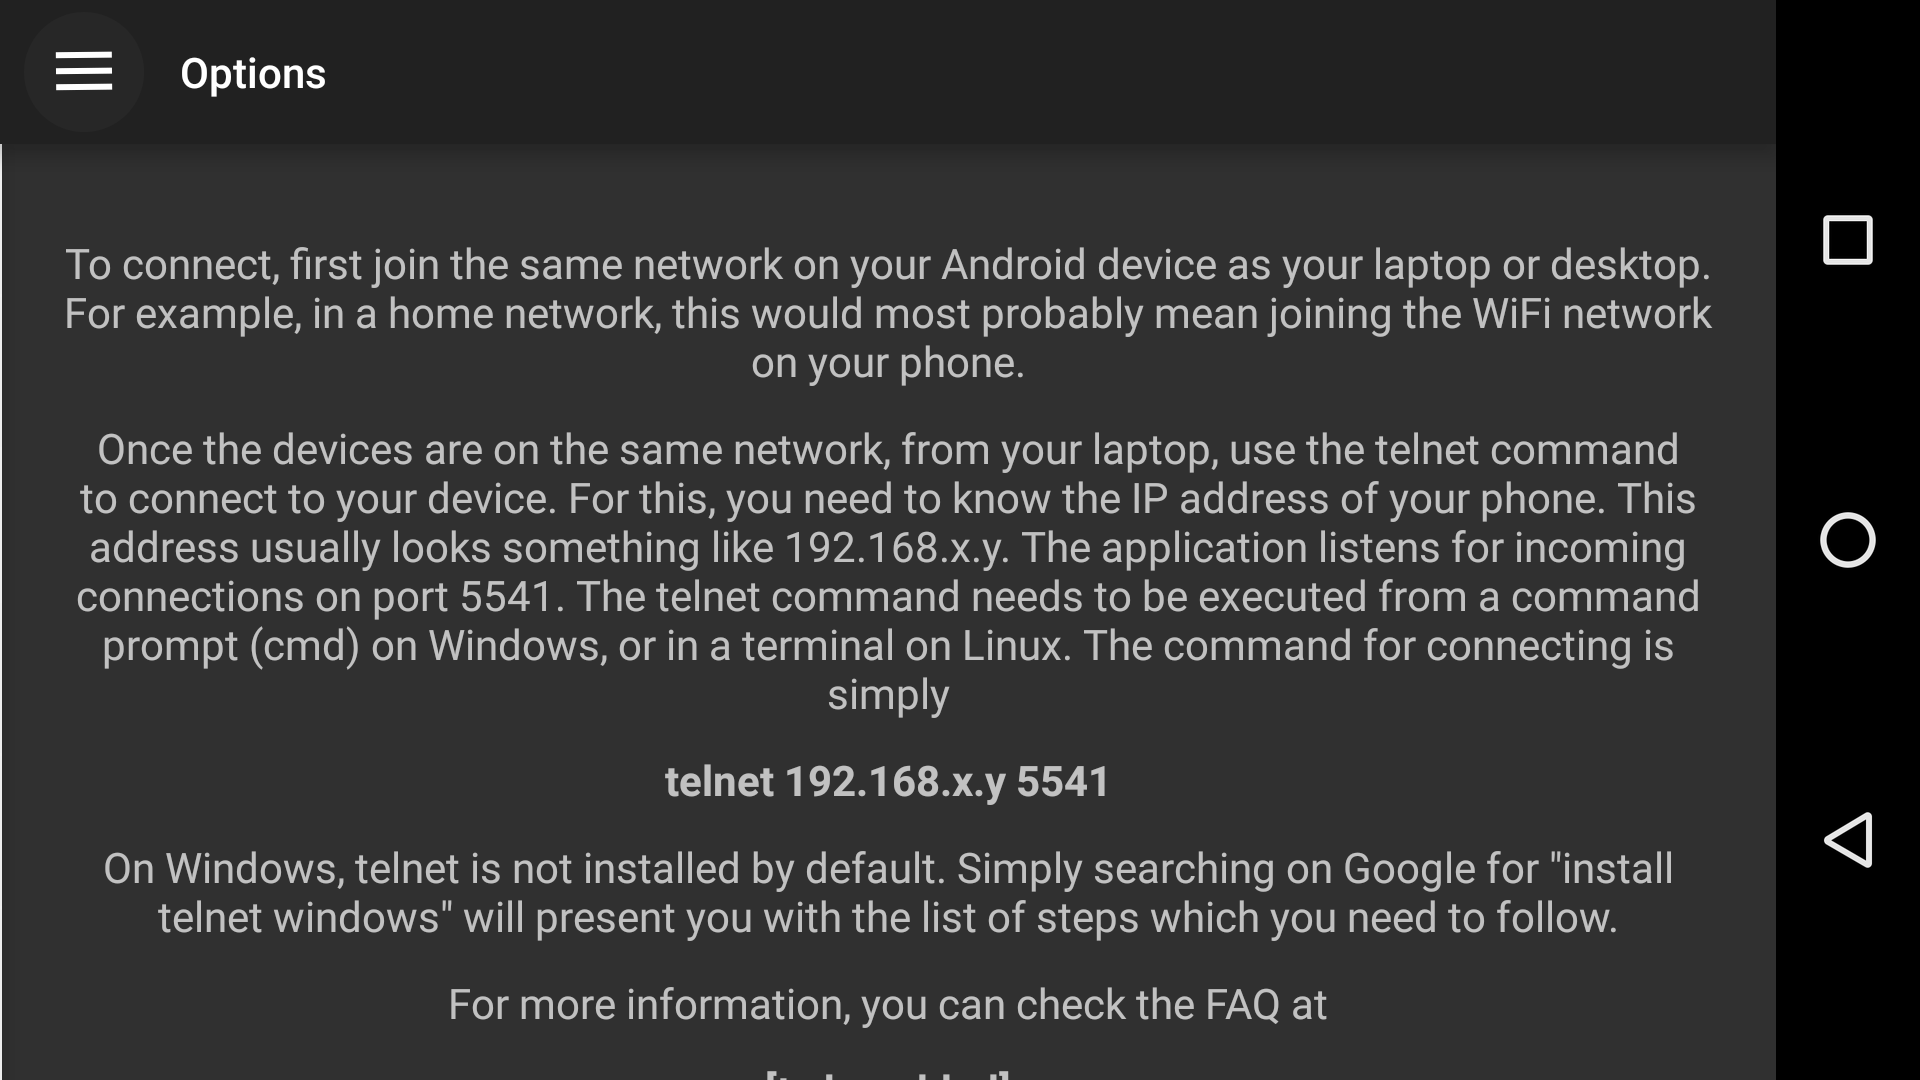 Options
To connect, first join the same network on your Android device as your laptop or desktop.
For example, in a home network, this would most probably mean joining the WiFi network
on your phone.
Once the devices are on the same network, from your laptop, use the telnet command
to connect to your device. For this, you need to know the IP address of your phone. This
address usually looks something like 192.168.x.y. The application listens for incoming
connections on port 5541. The telnet command needs to be executed from a command
prompt (cmd) on Windows, or in a terminal on Linux. The command for connecting is
simply
telnet 192.168.x.y 5541
On Windows, telnet is not installed by default. Simply searching on Google for "install
telnet windows" will present you with the list of steps which you need to follow.
For more information, you can check the FAQ at